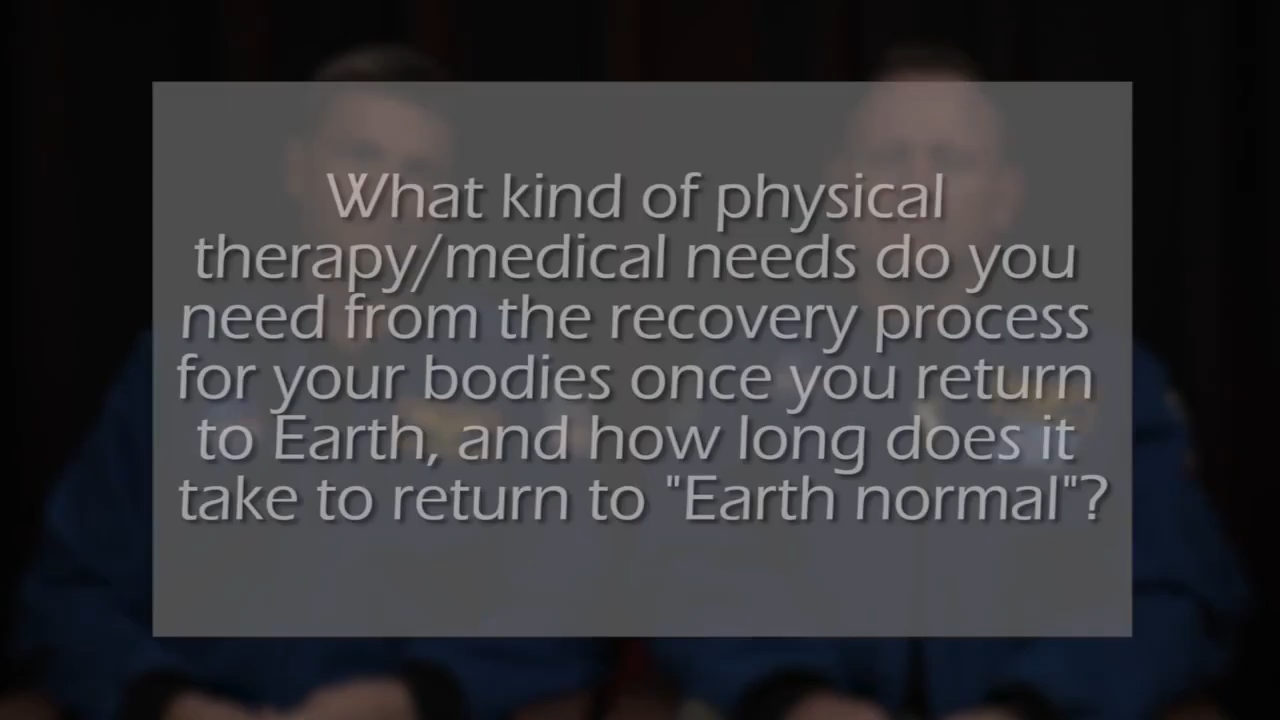 What kind of physical
therapy/medical needs do you
need from the recovery process
for your bodies once you return
to Earth, and how long does it
take to return to "Earth normal"?